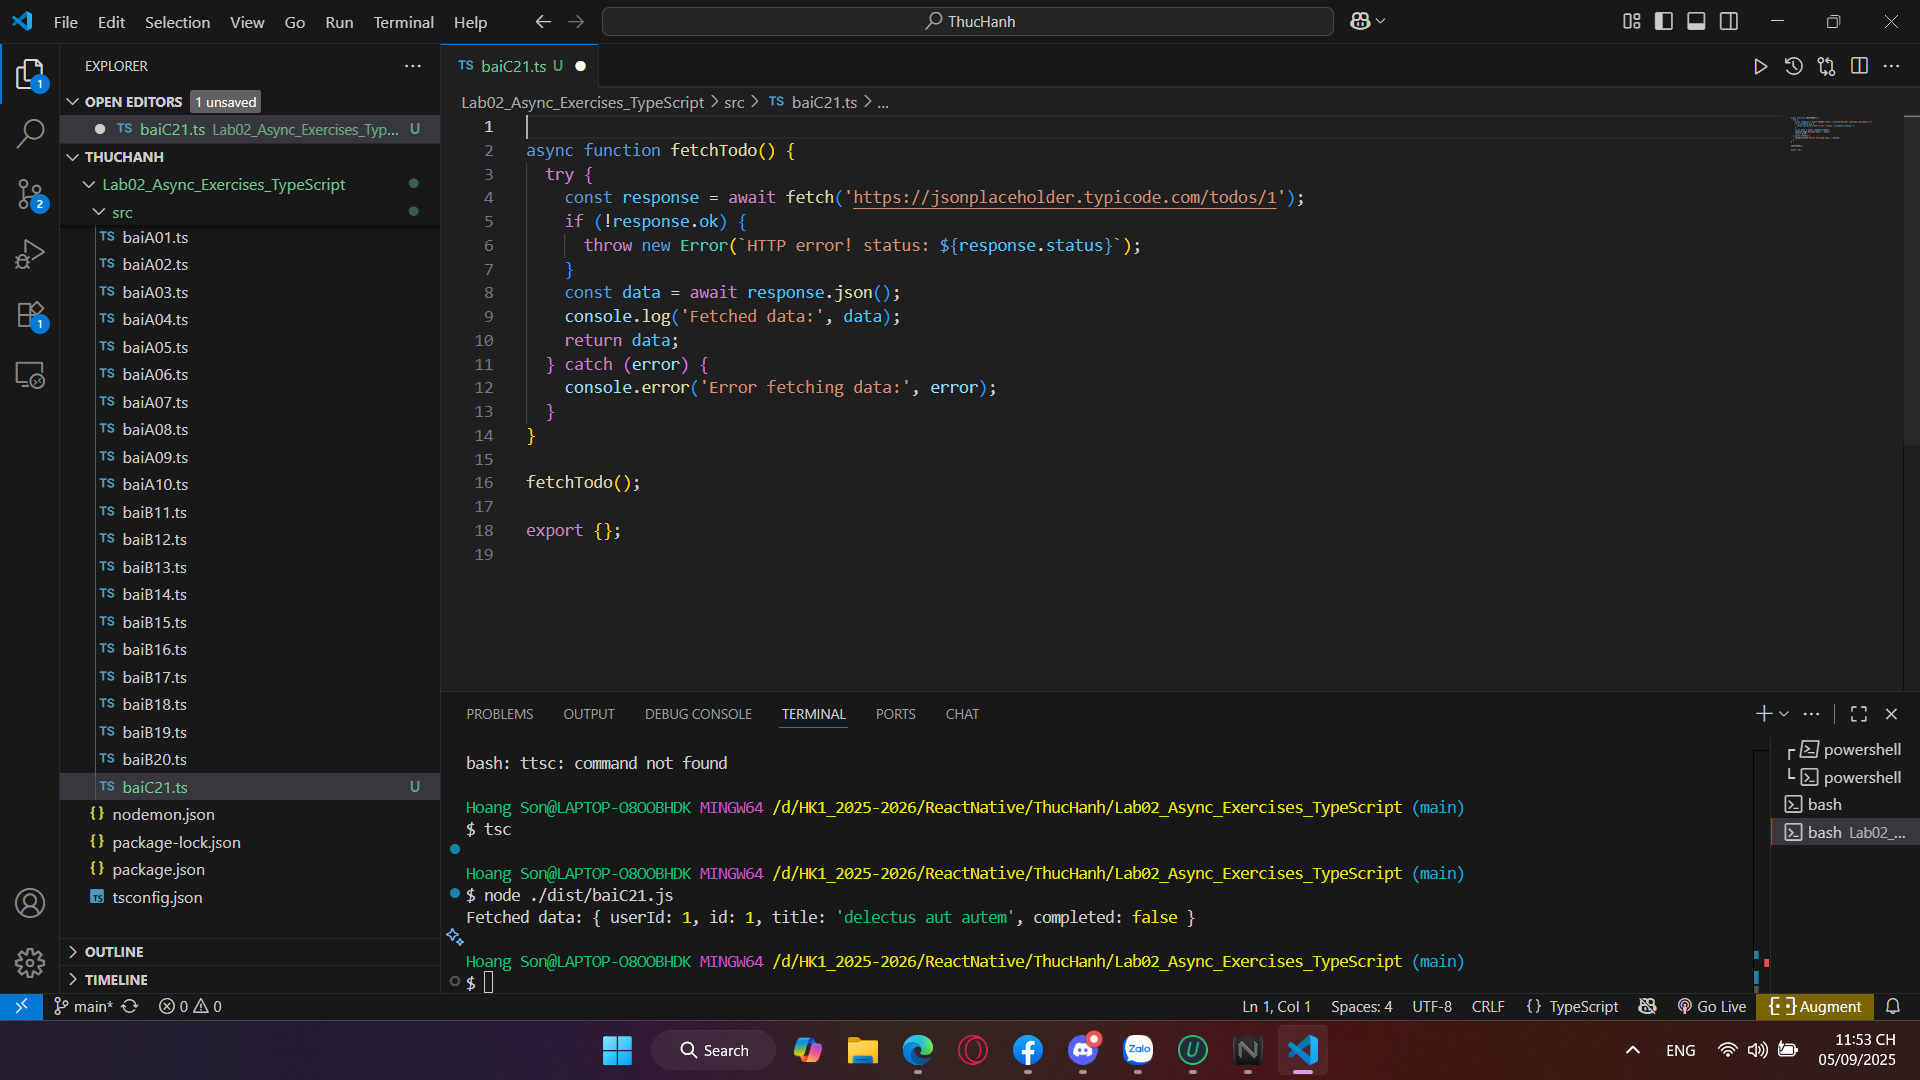 File Edit Selection View Go Run Terminal Help
ThucHanh
EXPLORER
OPEN EDITORS 1 unsaved
baiC21.ts Lab02_Async_Exercises_Typ... U
THUCHANH
Lab02_Async_Exercises_TypeScript
src
TS baiA01.ts
TS baiA02.ts
TS baiA03.ts
TS baiA04.ts
TS baiA05.ts
TS baiA06.ts
TS baiA07.ts
TS baiA08.ts
TS baiA09.ts
TS baiA10.ts
TS baiB11.ts
TS baiB12.ts
TS baiB13.ts
TS baiB14.ts
TS baiB15.ts
TS baiB16.ts
TS baiB17.ts
TS baiB18.ts
TS baiB19.ts
TS baiB20.ts
TS baiC21.ts U
{} nodemon.json
{} package-lock.json
{} package.json
TS tsconfig.json
OUTLINE
TIMELINE
1
2
1
TS baiC21.ts U
Lab02_Async_Exercises_TypeScript > src > TS baiC21.ts > ...
1
2 async function fetchTodo() {
3 try {
4 const response = await fetch('https://jsonplaceholder.typicode.com/todos/1');
5 if (!response.ok) {
6 throw new Error(`HTTP error! status: ${response.status}`);
7 }
8 const data = await response.json();
9 console.log('Fetched data:', data);
10 return data;
11 } catch (error) {
12 console.error('Error fetching data:', error);
13 }
14 }
15
16 fetchTodo();
17
18 export {};
19
PROBLEMS OUTPUT DEBUG CONSOLE TERMINAL PORTS CHAT
bash: ttsc: command not found
Hoang Son@LAPTOP-O8OOBHDK MINGW64 /d/HK1_2025-2026/ReactNative/ThucHanh/Lab02_Async_Exercises_TypeScript (main)
$ tsc
Hoang Son@LAPTOP-O8OOBHDK MINGW64 /d/HK1_2025-2026/ReactNative/ThucHanh/Lab02_Async_Exercises_TypeScript (main)
$ node ./dist/baiC21.js
Fetched data: { userId: 1, id: 1, title: 'delectus aut autem', completed: false }
Hoang Son@LAPTOP-O8OOBHDK MINGW64 /d/HK1_2025-2026/ReactNative/ThucHanh/Lab02_Async_Exercises_TypeScript (main)
$
powershell
powershell
bash
bash Lab02_...
main* 0 0 Ln 1, Col 1 Spaces: 4 UTF-8 CRLF {} TypeScript Go Live Augment
Search
Zalo
ENG
11:53 CH
05/09/2025